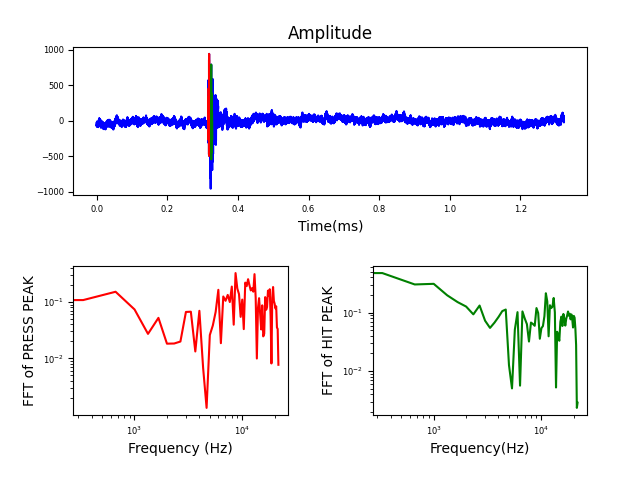 Amplitude
1000
500
0
−500
−1000
0.0 0.2 0.4 0.6 0.8 1.0 1.2
Time(ms)
FFT of PRESS PEAK
10⁻¹
10⁻²
10³ 10⁴
Frequency (Hz)
FFT of HIT PEAK
10⁻¹
10⁻²
10³ 10⁴
Frequency(Hz)